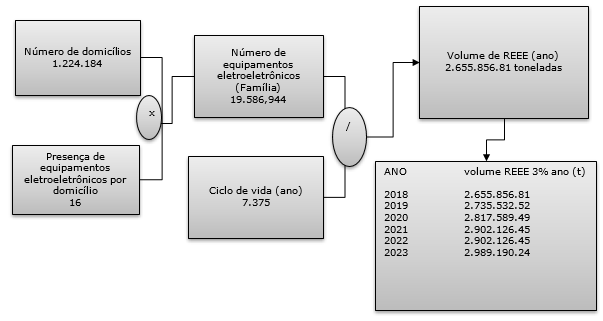 Número de domicílios
1.224.184
x
Presença de
equipamentos
eletroeletrônicos por
domicílio
16
Número de
equipamentos
eletroeletrônicos
(Família)
19.586,944
/
Ciclo de vida (ano)
7.375
Volume de REEE (ano)
2.655.856.81 toneladas
ANO volume REEE 3% ano (t)
2018 2.655.856.81
2019 2.735.532.52
2020 2.817.589.49
2021 2.902.126.45
2022 2.902.126.45
2023 2.989.190.24